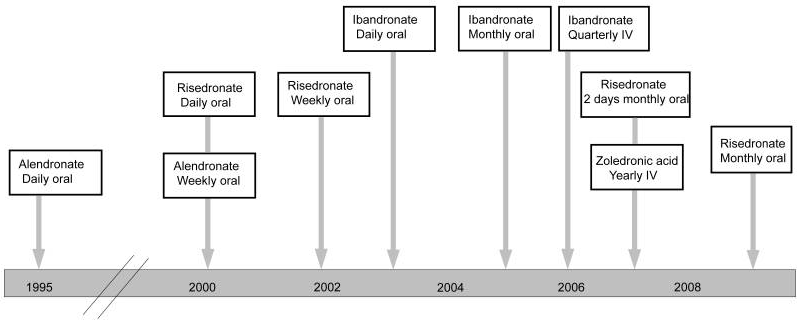 Ibandronate
Daily oral
Ibandronate
Monthly oral
Ibandronate
Quarterly IV
Risedronate
Daily oral
Risedronate
Weekly oral
Risedronate
2 days monthly oral
Alendronate
Daily oral
Alendronate
Weekly oral
Zoledronic acid
Yearly IV
Risedronate
Monthly oral
1995 2000 2002 2004 2006 2008